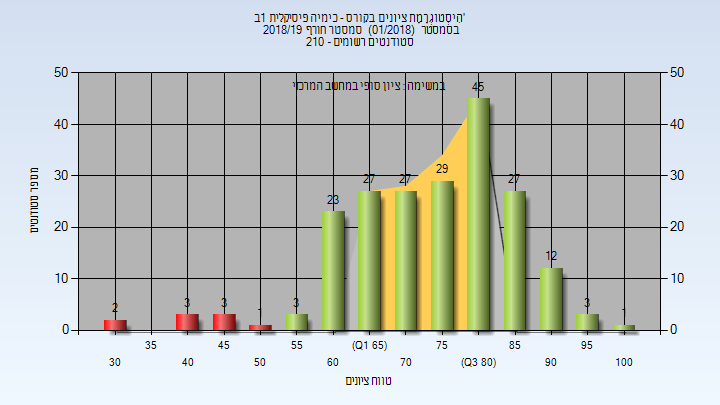 היסטוגרמת ציונים בקורס - כימיה פיסיקלית 1ב'
בסמסטר (01/2018) סמסטר חורף 2018/19
סטודנטים רשומים - 210
במשימה : ציון סופי במחשב המרכזי
50 50
40 40
30 30
20 20
10 10
0 0
מספר סטודנטים
2 3 3 1 3 23 27 27 29 45 27 12 3 1
35 45 55 (Q1 65) 75 85 95
30 40 50 60 70 (Q3 80) 90 100
טווח ציונים